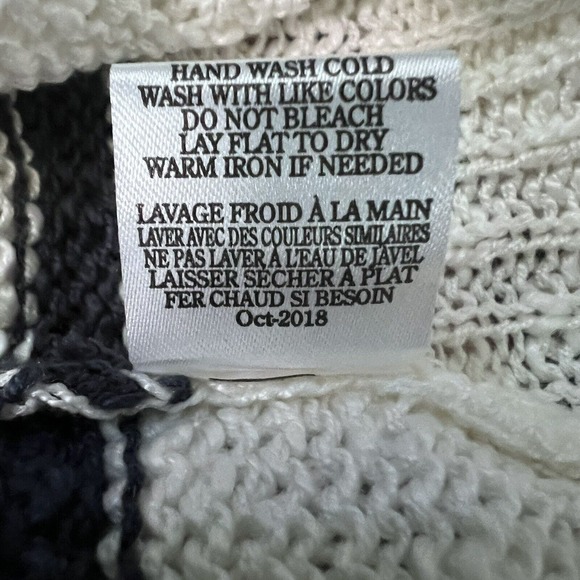 HAND WASH COLD
WASH WITH LIKE COLORS
DO NOT BLEACH
LAY FLAT TO DRY
WARM IRON IF NEEDED
LAVAGE FROID À LA MAIN
LAVER AVEC DES COULEURS SIMILAIRES
NE PAS LAVER À L'EAU DE JAVEL
LAISSER SÉCHER À PLAT
FER CHAUD SI BESOIN
Oct-2018